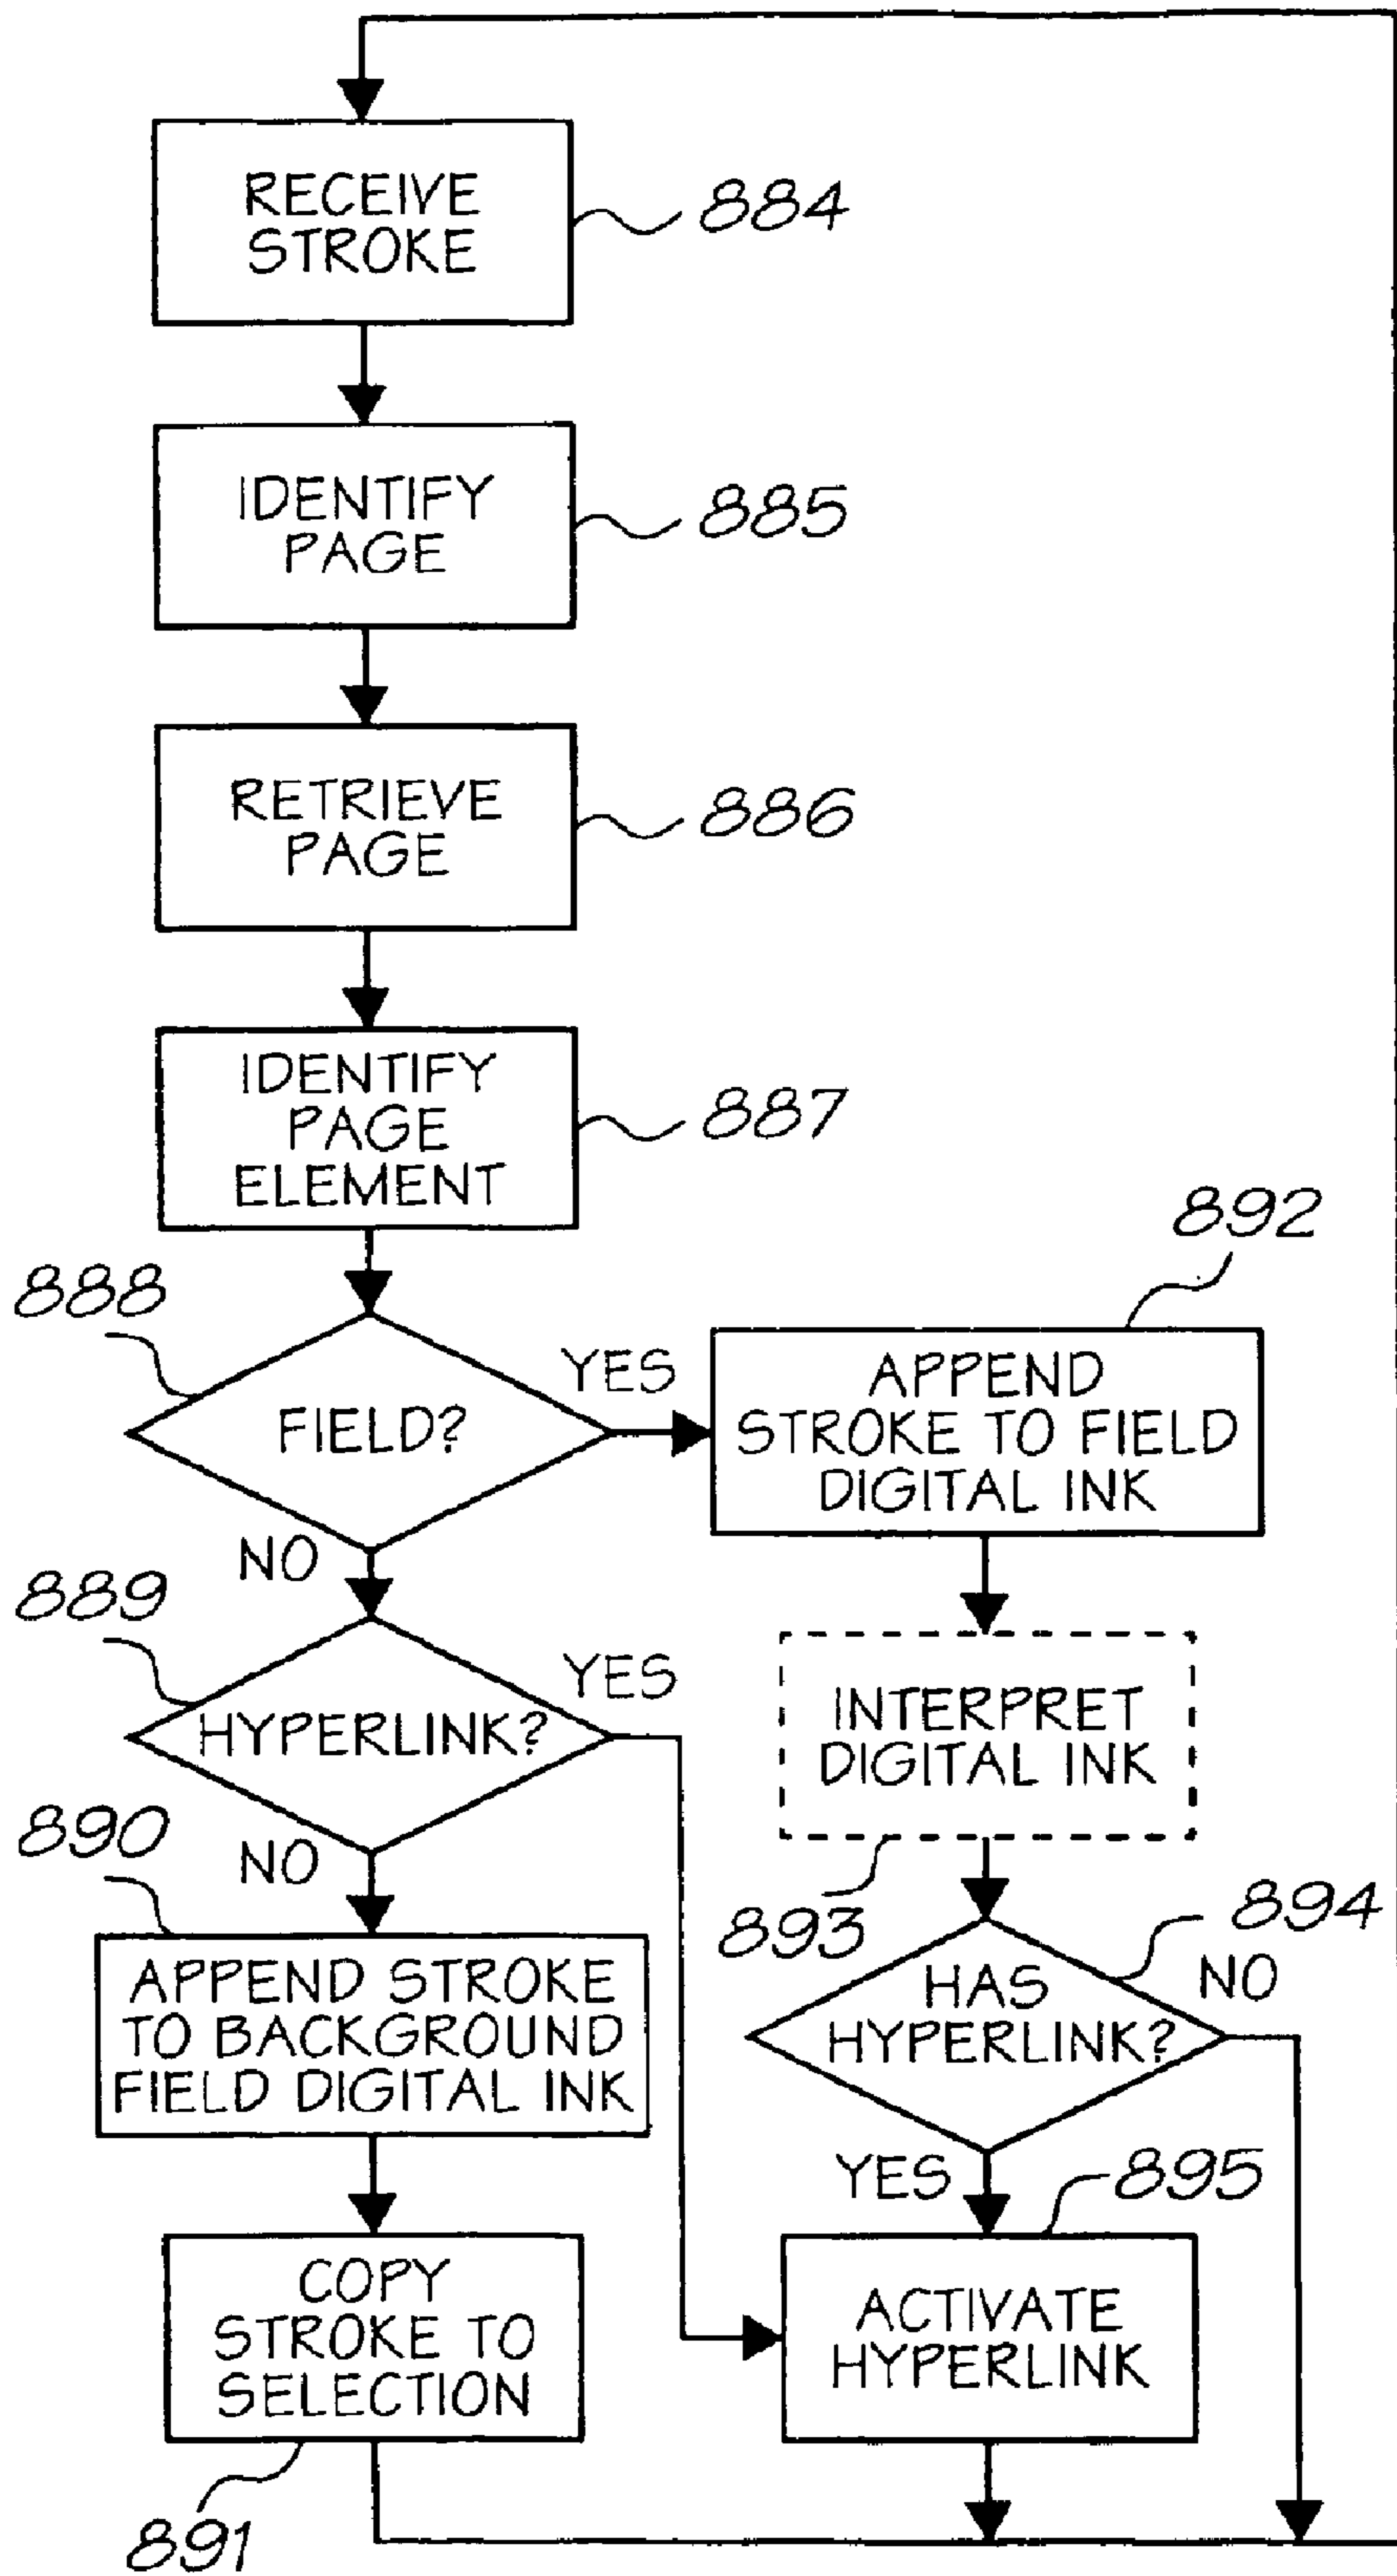 RECEIVE
STROKE
884
IDENTIFY
PAGE
885
RETRIEVE
PAGE
886
IDENTIFY
PAGE
ELEMENT
887
888
FIELD?
YES
NO
892
APPEND
STROKE TO FIELD
DIGITAL INK
889
HYPERLINK?
YES
NO
INTERPRET
DIGITAL INK
893
890
APPEND STROKE
TO BACKGROUND
FIELD DIGITAL INK
894
HAS
HYPERLINK?
NO
YES
895
COPY
STROKE TO
SELECTION
891
ACTIVATE
HYPERLINK